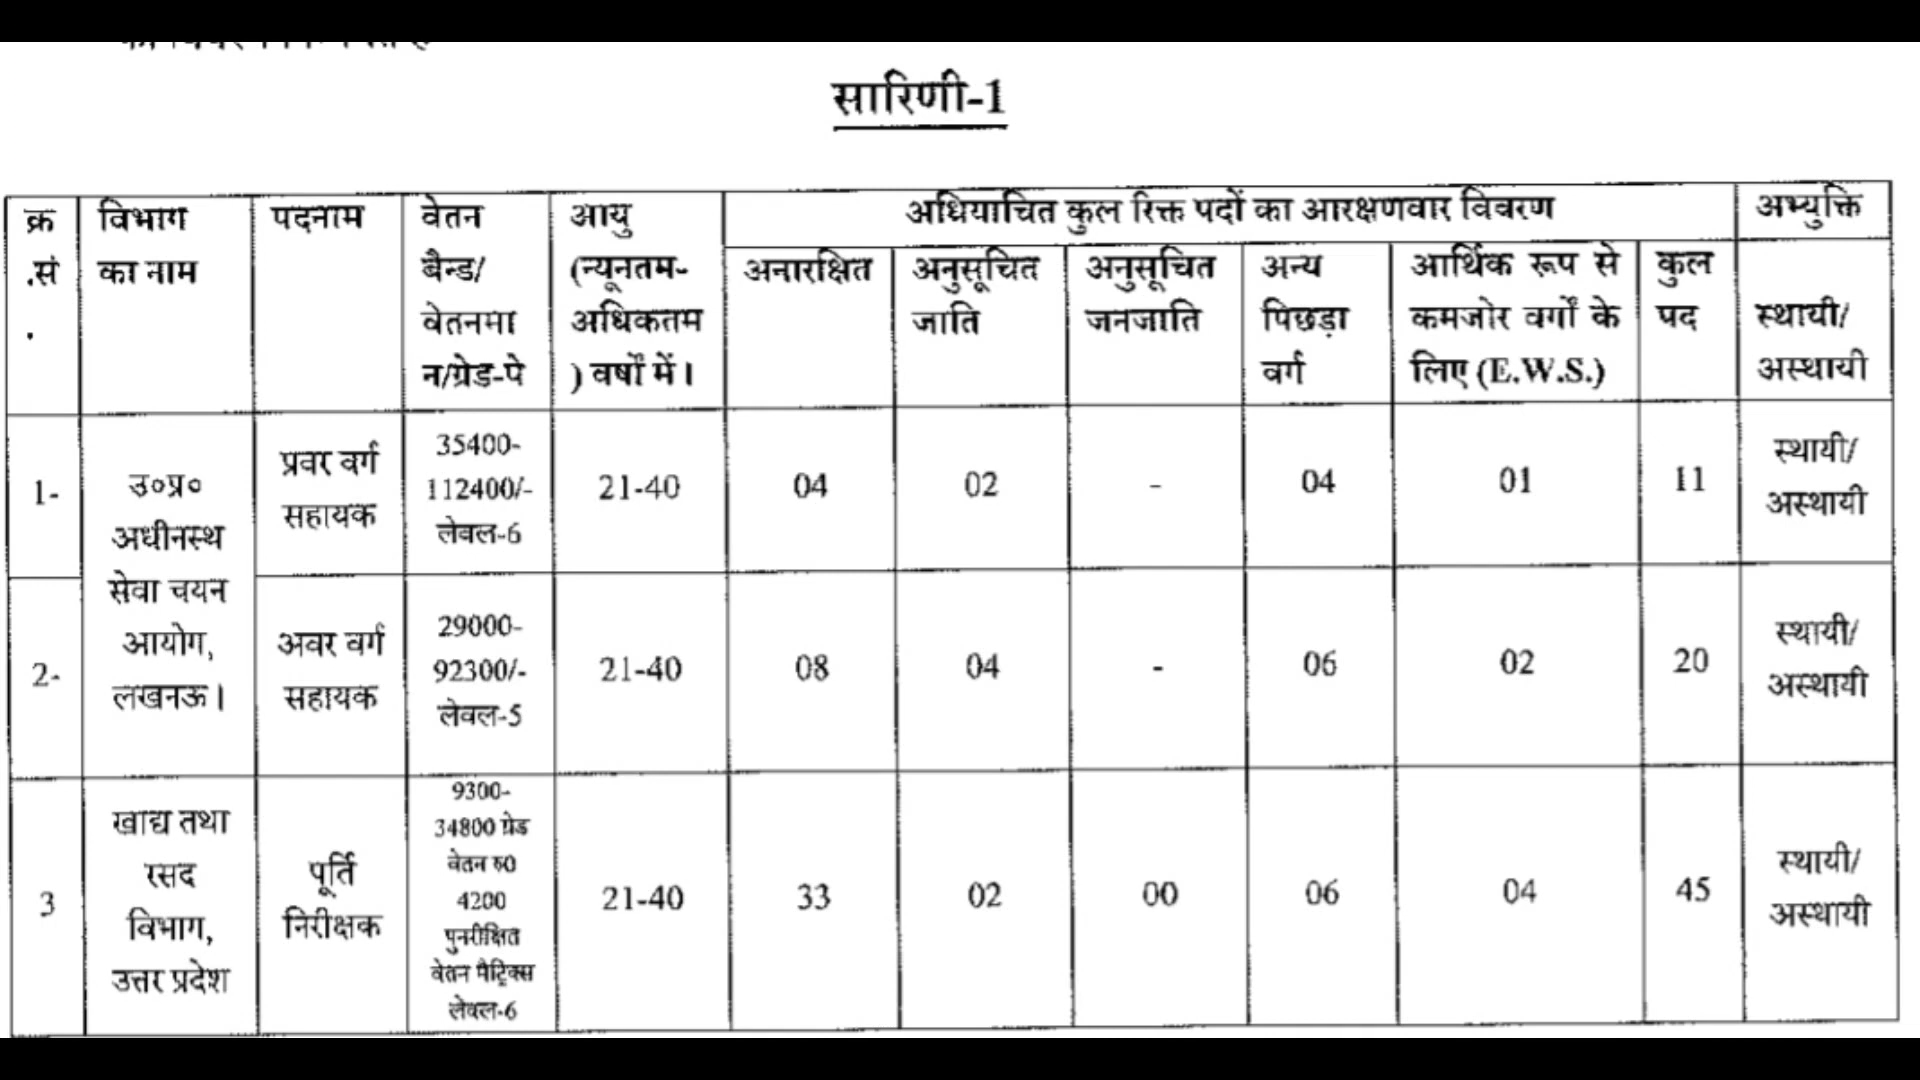 सारिणी-1
क्र
.सं
.
विभाग
का नाम
पदनाम
वेतन
बैन्ड/
वेतनमा
न/ग्रेड-पे
आयु
(न्यूनतम-
अधिकतम
) वर्षों में।
अधियाचित कुल रिक्त पदों का आरक्षणवार विवरण
अनारक्षित
अनुसूचित
जाति
अनुसूचित
जनजाति
अन्य
पिछड़ा
वर्ग
आर्थिक रूप से
कमजोर वर्गों के
लिए (E.W.S.)
कुल
पद
अभ्युक्ति
स्थायी/
अस्थायी
1-
उ०प्र०
अधीनस्थ
सेवा चयन
आयोग,
लखनऊ।
प्रवर वर्ग
सहायक
35400-
112400/-
लेवल-6
21-40
04
02
-
04
01
11
स्थायी/
अस्थायी
2-
अवर वर्ग
सहायक
29000-
92300/-
लेवल-5
21-40
08
04
-
06
02
20
स्थायी/
अस्थायी
3
खाद्य तथा
रसद
विभाग,
उत्तर प्रदेश
पूर्ति
निरीक्षक
9300-
34800 ग्रेड
वेतन रु0
4200
पुनरीक्षित
वेतन मैट्रिक्स
लेवल-6
21-40
33
02
00
06
04
45
स्थायी/
अस्थायी